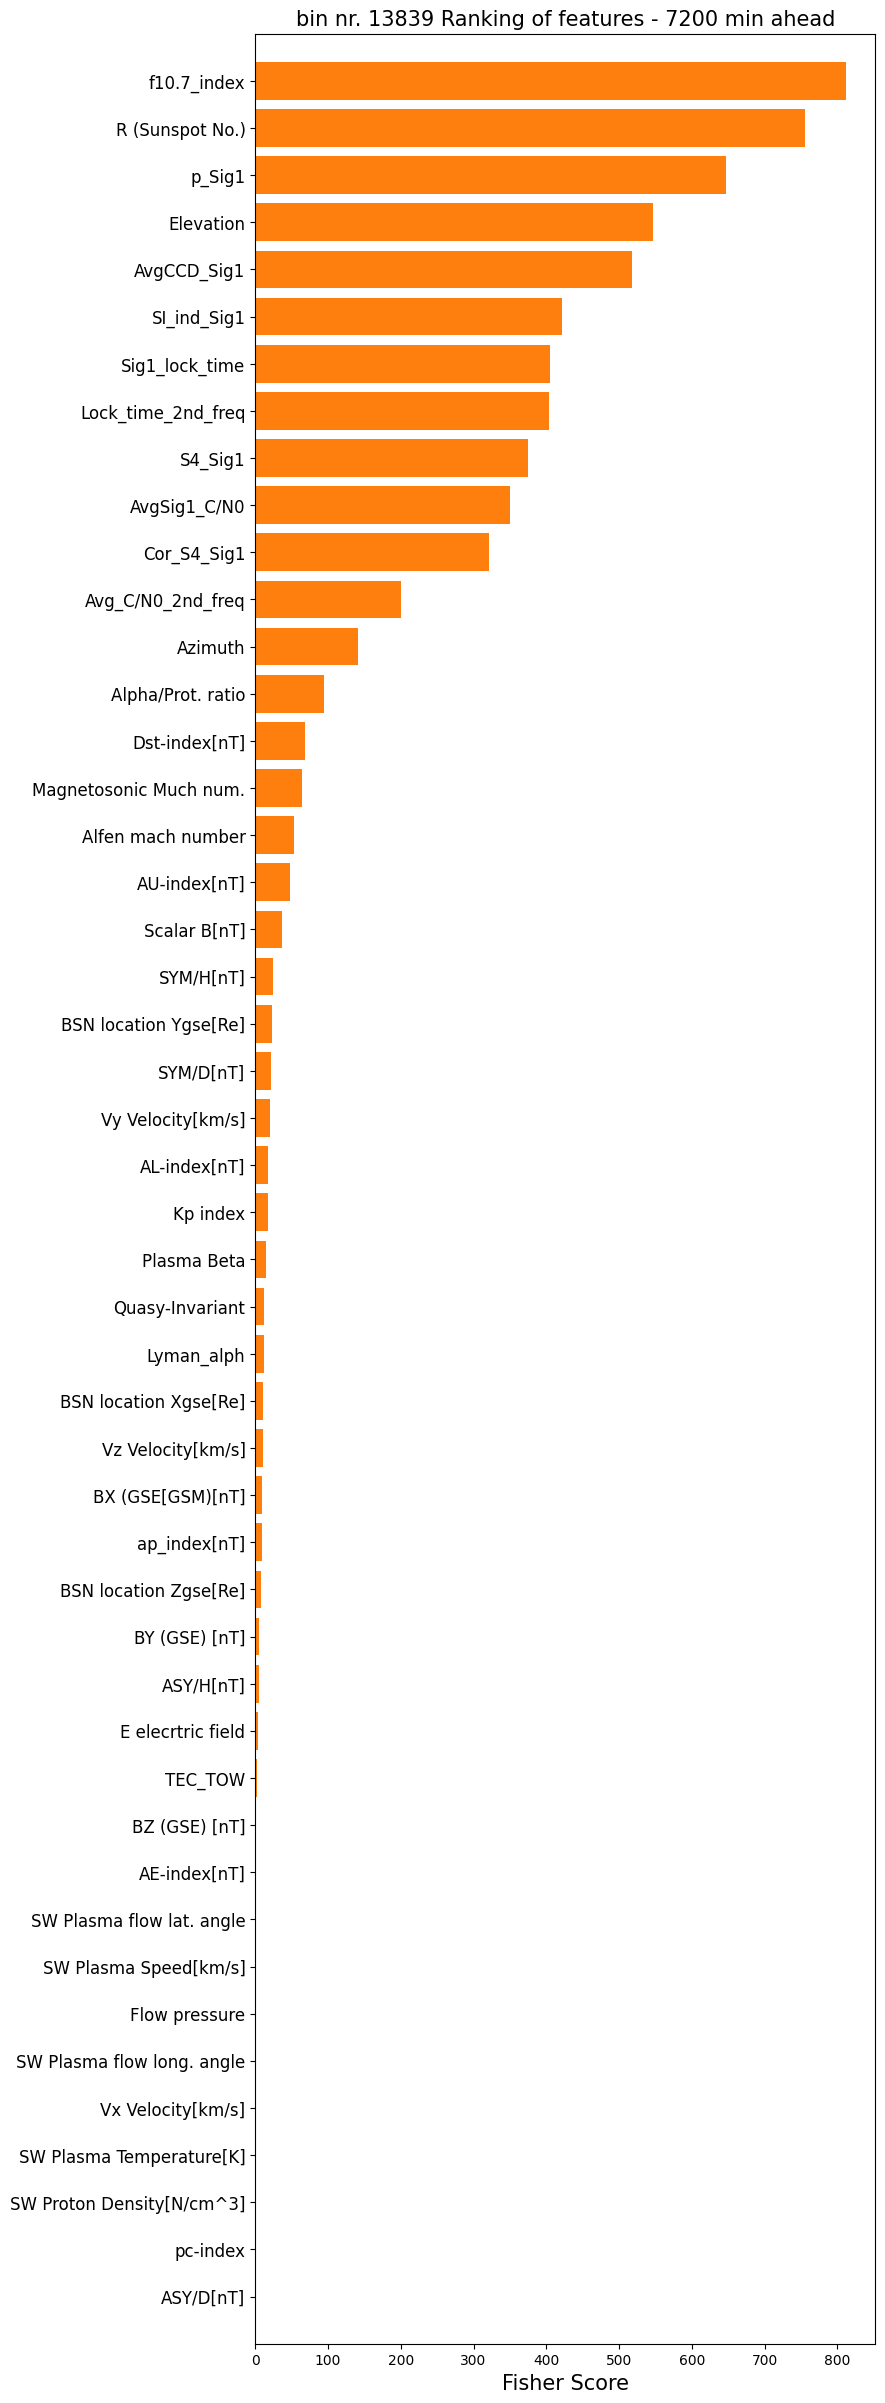 bin nr. 13839 Ranking of features - 7200 min ahead
f10.7_index
R (Sunspot No.)
p_Sig1
Elevation
AvgCCD_Sig1
SI_ind_Sig1
Sig1_lock_time
Lock_time_2nd_freq
S4_Sig1
AvgSig1_C/N0
Cor_S4_Sig1
Avg_C/N0_2nd_freq
Azimuth
Alpha/Prot. ratio
Dst-index[nT]
Magnetosonic Much num.
Alfen mach number
AU-index[nT]
Scalar B[nT]
SYM/H[nT]
BSN location Ygse[Re]
SYM/D[nT]
Vy Velocity[km/s]
AL-index[nT]
Kp index
Plasma Beta
Quasy-Invariant
Lyman_alph
BSN location Xgse[Re]
Vz Velocity[km/s]
BX (GSE[GSM)[nT]
ap_index[nT]
BSN location Zgse[Re]
BY (GSE) [nT]
ASY/H[nT]
E elecrtric field
TEC_TOW
BZ (GSE) [nT]
AE-index[nT]
SW Plasma flow lat. angle
SW Plasma Speed[km/s]
Flow pressure
SW Plasma flow long. angle
Vx Velocity[km/s]
SW Plasma Temperature[K]
SW Proton Density[N/cm^3]
pc-index
ASY/D[nT]
0 100 200 300 400 500 600 700 800
Fisher Score